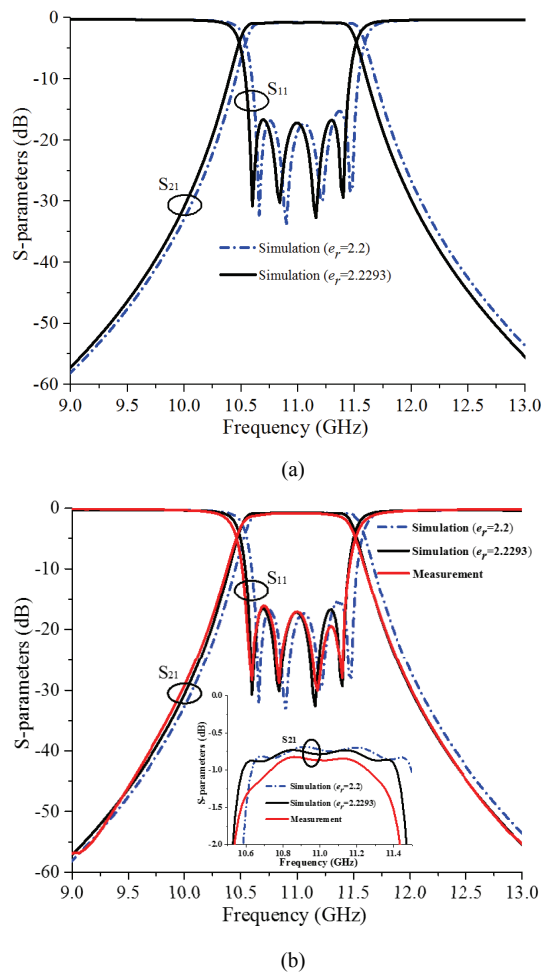 0
-10
-20
-30
-40
-50
-60
S-parameters (dB)
S11
S21
Simulation (er=2.2)
Simulation (er=2.2293)
9.0 9.5 10.0 10.5 11.0 11.5 12.0 12.5 13.0
Frequency (GHz)
(a)
0
-10
-20
-30
-40
-50
-60
S-parameters (dB)
Simulation (er=2.2)
Simulation (er=2.2293)
Measurement
S11
S21
0.0
-0.5
-1.0
-1.5
-2.0
S-parameters (dB)
S21
Simulation (er=2.2)
Simulation (er=2.2293)
Measurement
10.6 10.8 11.0 11.2 11.4
Frequency (GHz)
9.0 9.5 10.0 10.5 11.0 11.5 12.0 12.5 13.0
Frequency (GHz)
(b)